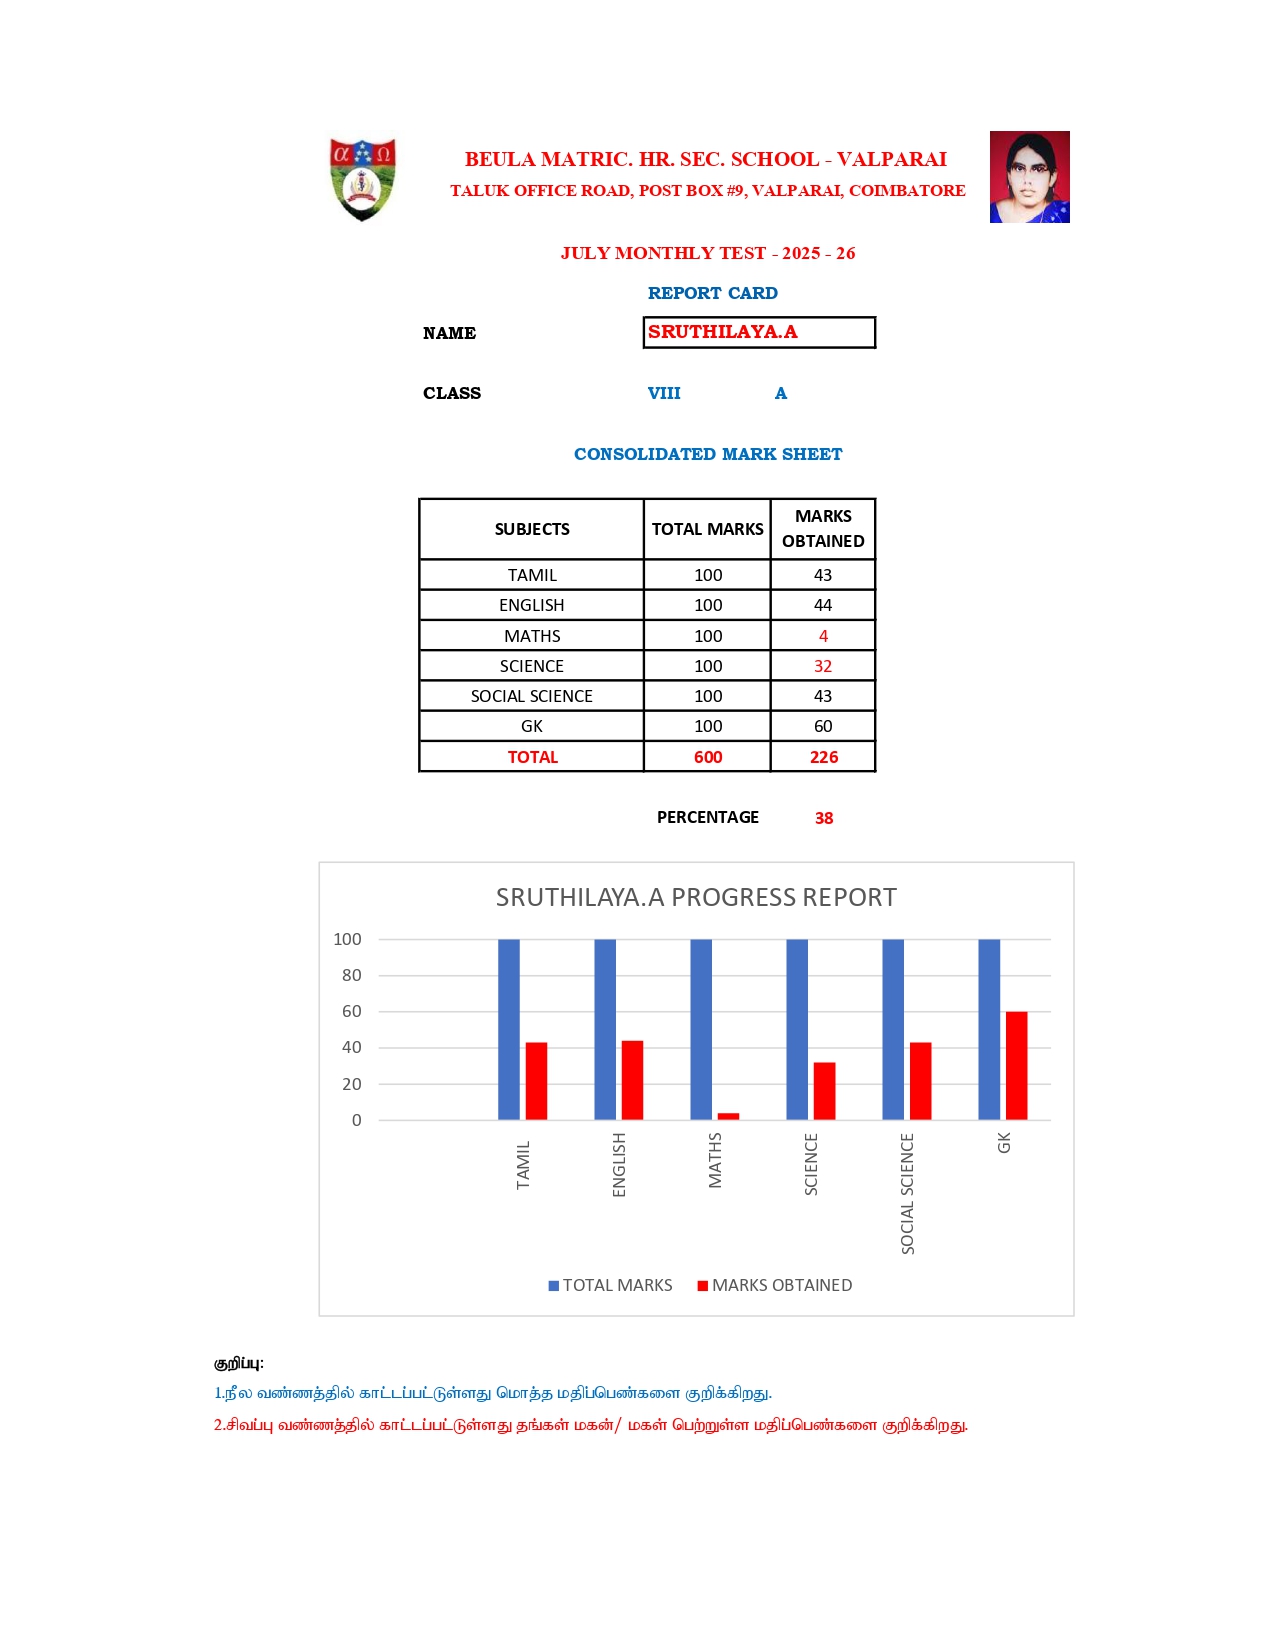 α Ω
BEULA MATRIC. HR. SEC. SCHOOL - VALPARAI
TALUK OFFICE ROAD, POST BOX #9, VALPARAI, COIMBATORE
JULY MONTHLY TEST - 2025 - 26
REPORT CARD
NAME SRUTHILAYA.A
CLASS VIII A
CONSOLIDATED MARK SHEET
SUBJECTS TOTAL MARKS MARKS OBTAINED
TAMIL 100 43
ENGLISH 100 44
MATHS 100 4
SCIENCE 100 32
SOCIAL SCIENCE 100 43
GK 100 60
TOTAL 600 226
PERCENTAGE 38
SRUTHILAYA.A PROGRESS REPORT
100
80
60
40
20
0
TAMIL ENGLISH MATHS SCIENCE SOCIAL SCIENCE GK
TOTAL MARKS MARKS OBTAINED
குறிப்பு:
1.நீல வண்ணத்தில் காட்டப்பட்டுள்ளது மொத்த மதிப்பெண்களை குறிக்கிறது.
2.சிவப்பு வண்ணத்தில் காட்டப்பட்டுள்ளது தங்கள் மகன்/ மகள் பெற்றுள்ள மதிப்பெண்களை குறிக்கிறது.